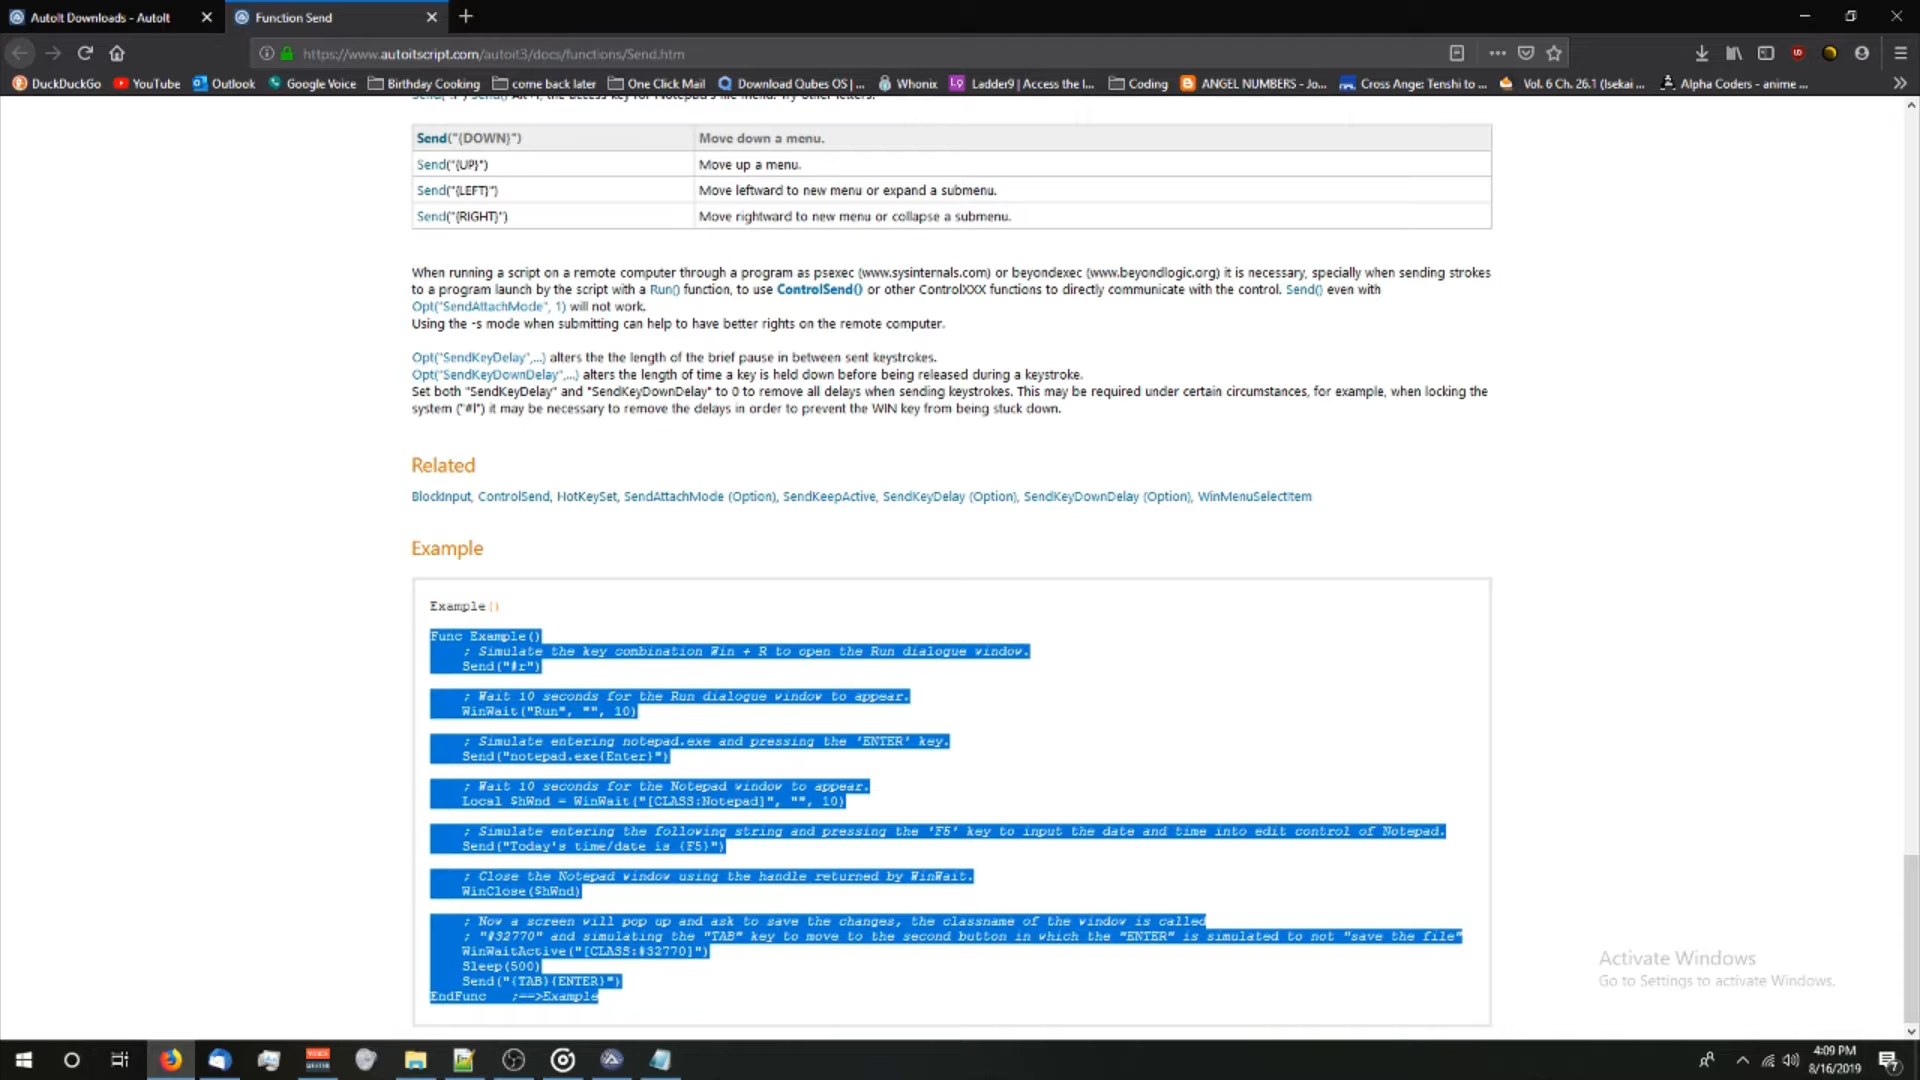 AutoIt Downloads - AutoIt
Function Send
https://www.autoitscript.com/autoit3/docs/functions/Send.htm
DuckDuckGo YouTube Outlook Google Voice Birthday Cooking come back later One Click Mail Download Qubes OS | ... Whonix Ladder9 | Access the l... Coding ANGEL NUMBERS - Jo... Cross Ange: Tenshi to ... Vol. 6 Ch. 26.1 (Isekai ... Alpha Coders - anime ...
Send("{DOWN}") Move down a menu.
Send("{UP}") Move up a menu.
Send("{LEFT}") Move leftward to new menu or expand a submenu.
Send("{RIGHT}") Move rightward to new menu or collapse a submenu.
When running a script on a remote computer through a program as psexec (www.sysinternals.com) or beyondexec (www.beyondlogic.org) it is necessary, specially when sending strokes
to a program launch by the script with a Run() function, to use ControlSend() or other ControlXXX functions to directly communicate with the control. Send() even with
Opt("SendAttachMode", 1) will not work.
Using the -s mode when submitting can help to have better rights on the remote computer.
Opt("SendKeyDelay",...) alters the the length of the brief pause in between sent keystrokes.
Opt("SendKeyDownDelay",...) alters the length of time a key is held down before being released during a keystroke.
Set both "SendKeyDelay" and "SendKeyDownDelay" to 0 to remove all delays when sending keystrokes. This may be required under certain circumstances, for example, when locking the
system ("#l") it may be necessary to remove the delays in order to prevent the WIN key from being stuck down.
Related
BlockInput, ControlSend, HotKeySet, SendAttachMode (Option), SendKeepActive, SendKeyDelay (Option), SendKeyDownDelay (Option), WinMenuSelectItem
Example
Example()
Func Example()
; Simulate the key combination Win + R to open the Run dialogue window.
Send("#r")
; Wait 10 seconds for the Run dialogue window to appear.
WinWait("Run", "", 10)
; Simulate entering notepad.exe and pressing the 'ENTER' key.
Send("notepad.exe{Enter}")
; Wait 10 seconds for the Notepad window to appear.
Local $hWnd = WinWait("[CLASS:Notepad]", "", 10)
; Simulate entering the following string and pressing the 'F5' key to input the date and time into edit control of Notepad.
Send("Today's time/date is {F5}")
; Close the Notepad window using the handle returned by WinWait.
WinClose($hWnd)
; Now a screen will pop up and ask to save the changes, the classname of the window is called
; "#32770" and simulating the "TAB" key to move to the second button in which the "ENTER" is simulated to not "save the file"
WinWaitActive("[CLASS:#32770]")
Sleep(500)
Send("{TAB}{ENTER}")
EndFunc ;==>Example
Activate Windows
Go to Settings to activate Windows.
4:09 PM
8/16/2019
7